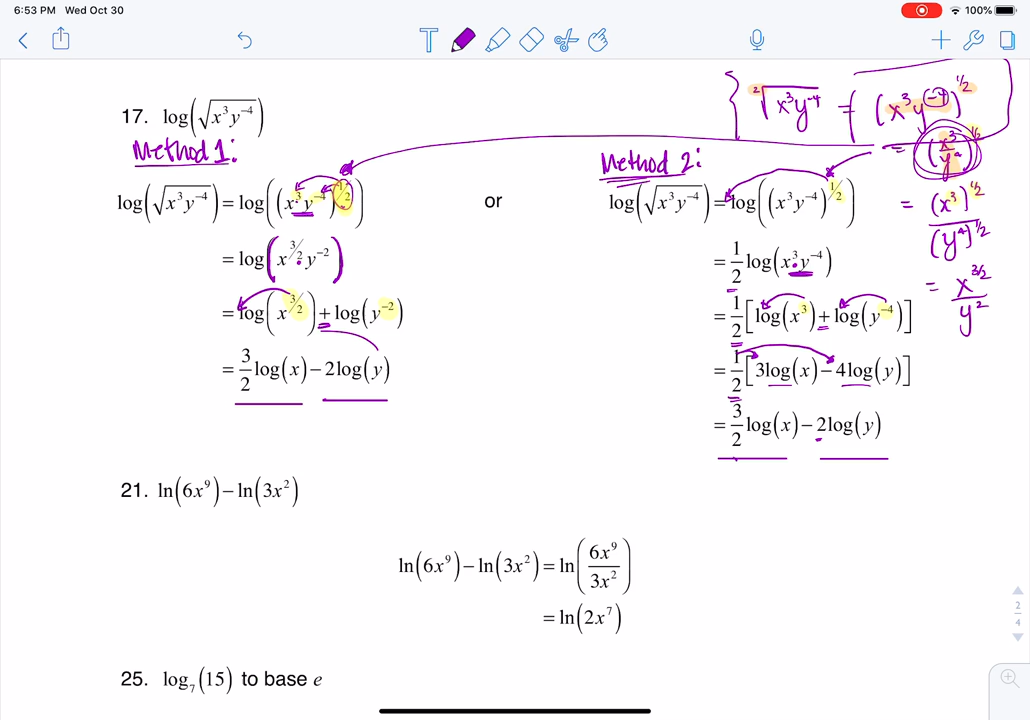 6:53 PM Wed Oct 30
100%
²√x³y⁻⁴ = (x³y⁻⁴)^1/2
= (x³/y⁴)^1/2
= (x³)^1/2 / (y⁴)^1/2
= x^3/2 / y²
17. log(√x³y⁻⁴)
Method 1:
log(√x³y⁻⁴) = log((x³y⁻⁴)^1/2)
= log(x^3/2 y⁻²)
= log(x^3/2) + log(y⁻²)
= 3/2 log(x) − 2log(y)
or
Method 2:
log(√x³y⁻⁴) = log((x³y⁻⁴)^1/2)
= 1/2 log(x³y⁻⁴)
= 1/2 [log(x³) + log(y⁻⁴)]
= 1/2 [3log(x) − 4log(y)]
= 3/2 log(x) − 2log(y)
21. ln(6x⁹) − ln(3x²)
ln(6x⁹) − ln(3x²) = ln(6x⁹/3x²)
= ln(2x⁷)
25. log₇(15) to base e
2
4